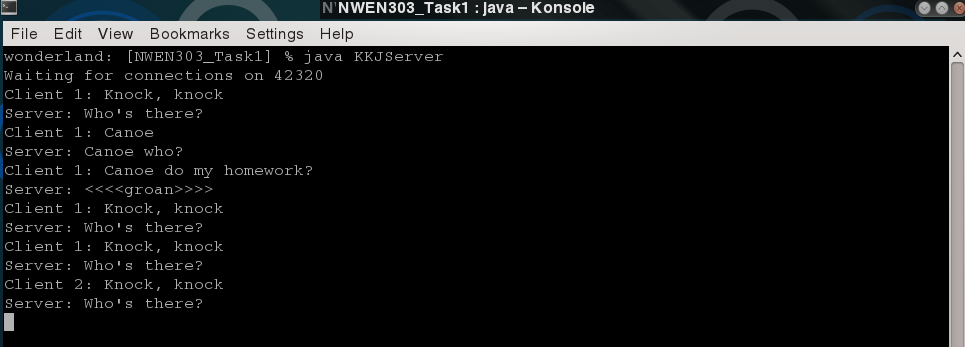 N'NWEN303_Task1 : java – Konsole
File Edit View Bookmarks Settings Help
wonderland: [NWEN303_Task1] % java KKJServer
Waiting for connections on 42320
Client 1: Knock, knock
Server: Who's there?
Client 1: Canoe
Server: Canoe who?
Client 1: Canoe do my homework?
Server: <<<<groan>>>>
Client 1: Knock, knock
Server: Who's there?
Client 1: Knock, knock
Server: Who's there?
Client 2: Knock, knock
Server: Who's there?